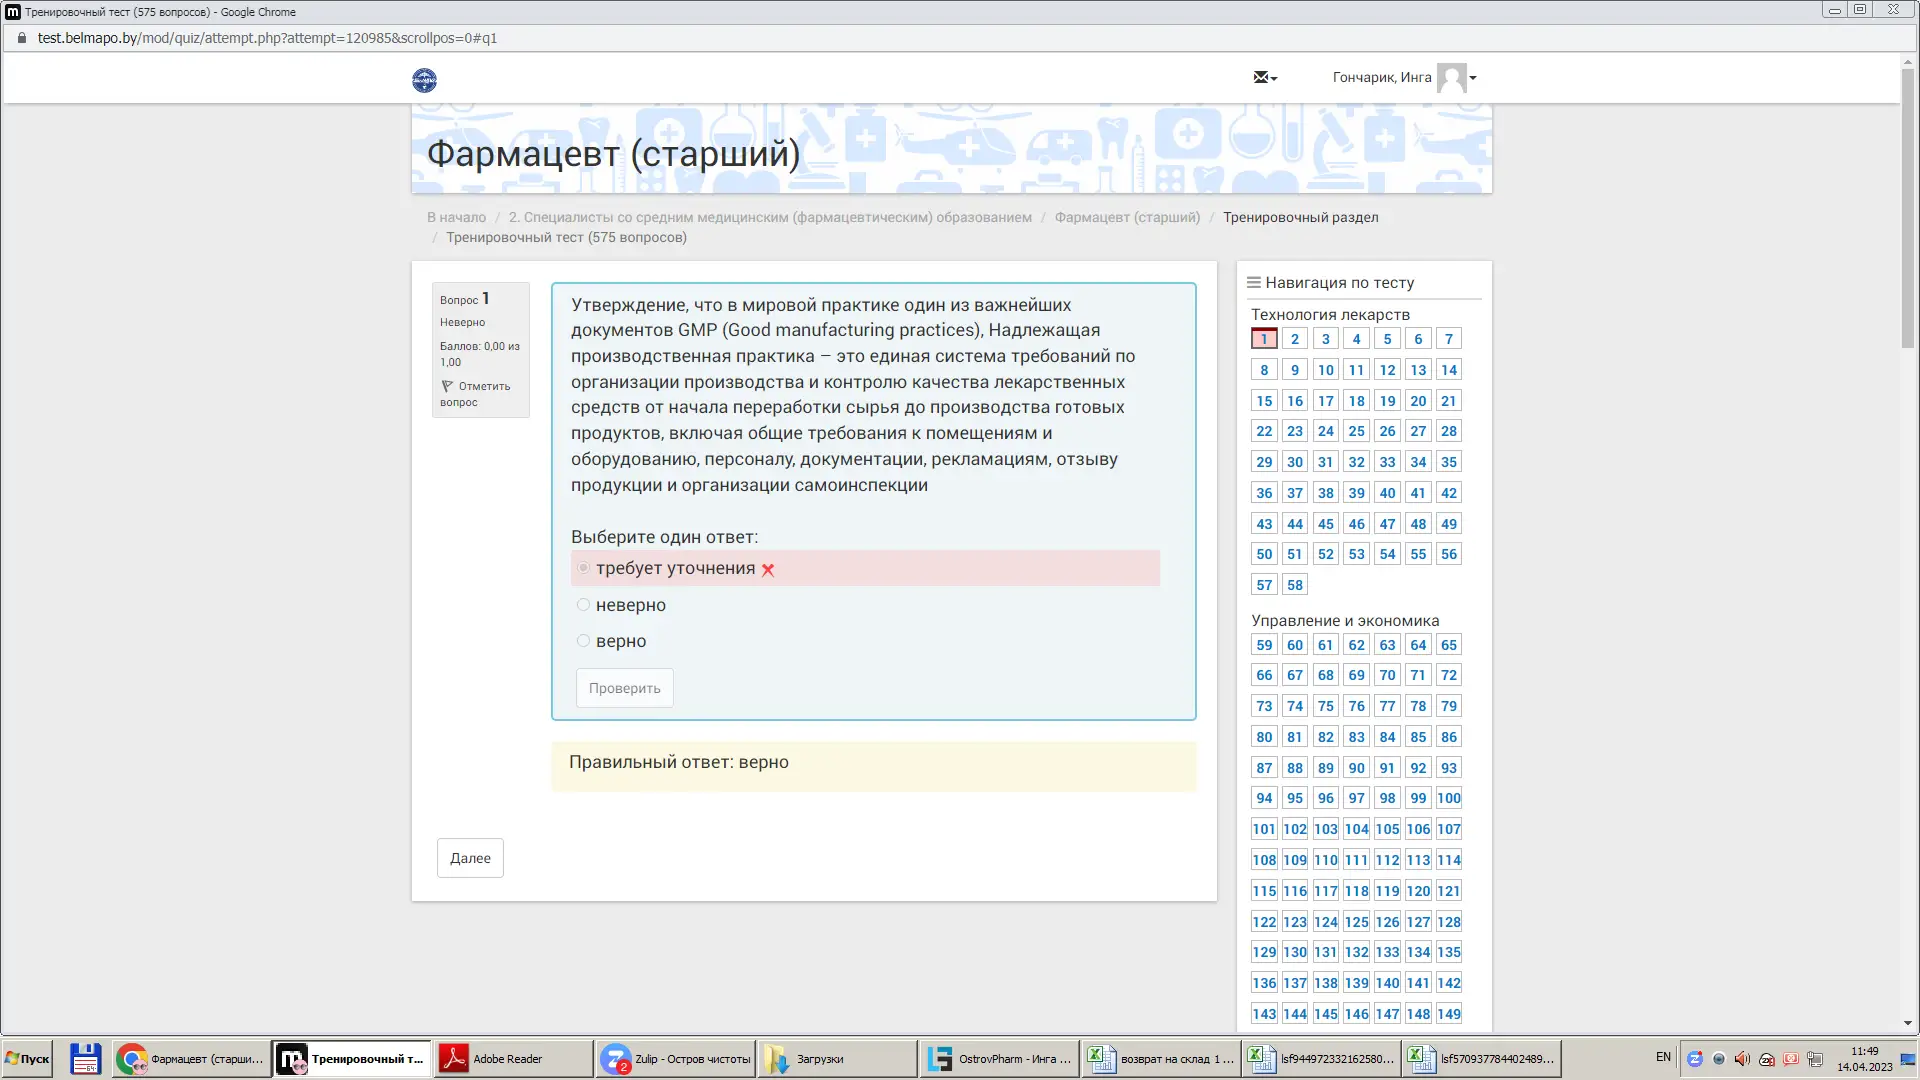 Тренировочный тест (575 вопросов) - Google Chrome
test.belmapo.by/mod/quiz/attempt.php?attempt=120985&scrollpos=0#q1
Гончарик, Инга
Фармацевт (старший)
В начало / 2. Специалисты со средним медицинским (фармацевтическим) образованием / Фармацевт (старший) / Тренировочный раздел
/ Тренировочный тест (575 вопросов)
Вопрос 1
Неверно
Баллов: 0,00 из
1,00
Отметить
вопрос
Утверждение, что в мировой практике один из важнейших
документов GMP (Good manufacturing practices), Надлежащая
производственная практика – это единая система требований по
организации производства и контролю качества лекарственных
средств от начала переработки сырья до производства готовых
продуктов, включая общие требования к помещениям и
оборудованию, персоналу, документации, рекламациям, отзыву
продукции и организации самоинспекции
Выберите один ответ:
требует уточнения
неверно
верно
Проверить
Правильный ответ: верно
Далее
Навигация по тесту
Технология лекарств
1 2 3 4 5 6 7
8 9 10 11 12 13 14
15 16 17 18 19 20 21
22 23 24 25 26 27 28
29 30 31 32 33 34 35
36 37 38 39 40 41 42
43 44 45 46 47 48 49
50 51 52 53 54 55 56
57 58
Управление и экономика
59 60 61 62 63 64 65
66 67 68 69 70 71 72
73 74 75 76 77 78 79
80 81 82 83 84 85 86
87 88 89 90 91 92 93
94 95 96 97 98 99 100
101 102 103 104 105 106 107
108 109 110 111 112 113 114
115 116 117 118 119 120 121
122 123 124 125 126 127 128
129 130 131 132 133 134 135
136 137 138 139 140 141 142
143 144 145 146 147 148 149
Пуск
64
Фармацевт (старши...
Тренировочный т...
Adobe Reader
2
Zulip - Остров чистоты
Загрузки
OstrovPharm - Инга ...
возврат на склад 1 ...
lsf944972332162580...
lsf570937784402489...
EN
11:49
14.04.2023